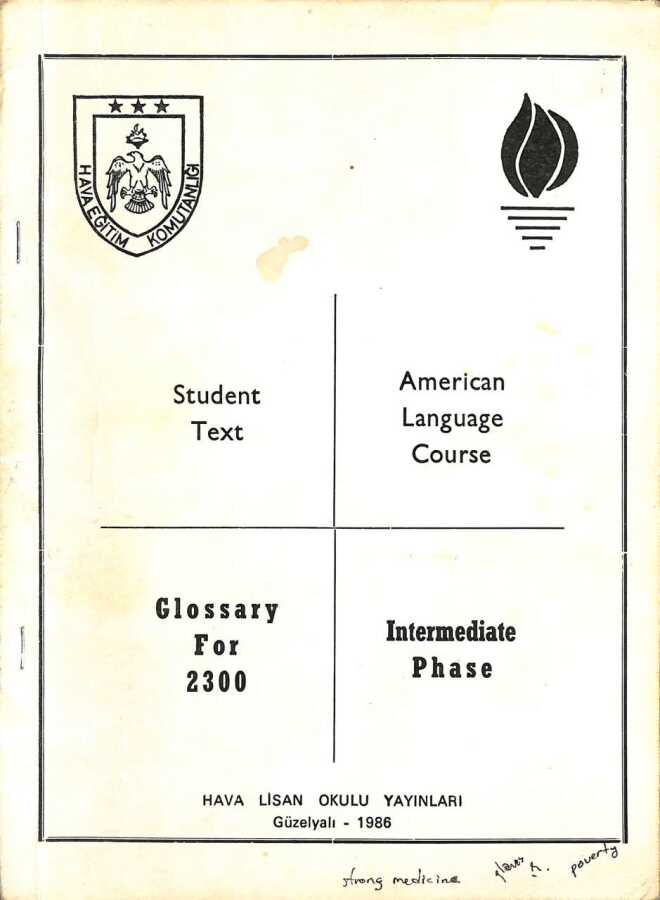 ★ ★ ★
HAVA EĞİTİM KOMUTANLIĞI
Student
Text
American
Language
Course
Glossary
For
2300
Intermediate
Phase
HAVA LİSAN OKULU YAYINLARI
Güzelyalı - 1986
strong medicine
poverty